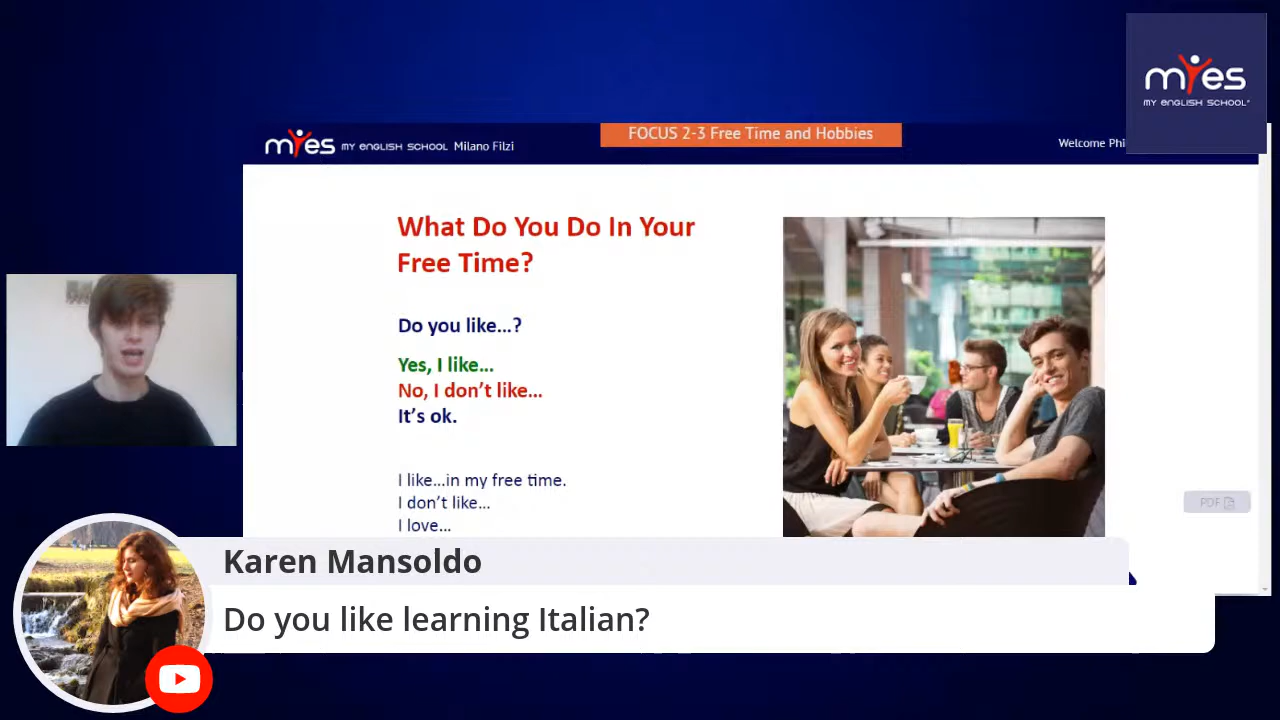 myes
MY ENGLISH SCHOOL®
myes MY ENGLISH SCHOOL Milano Filzi
FOCUS 2-3 Free Time and Hobbies
Welcome Phi
What Do You Do In Your
Free Time?
Do you like...?
Yes, I like...
No, I don't like...
It's ok.
I like...in my free time.
I don't like...
I love...
PDF
Karen Mansoldo
Do you like learning Italian?